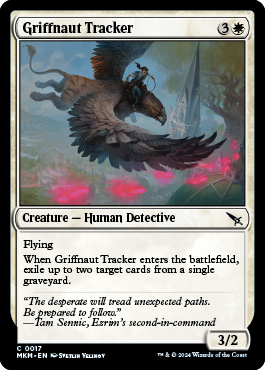 Griffnaut Tracker 3
Creature — Human Detective
Flying
When Griffnaut Tracker enters the battlefield,
exile up to two target cards from a single
graveyard.
"The desperate will tread unexpected paths.
Be prepared to follow."
—Tam Sennic, Ezrim's second-in-command
3/2
C 0017
MKM • EN Svetlin Velinov
™ & © 2024 Wizards of the Coast